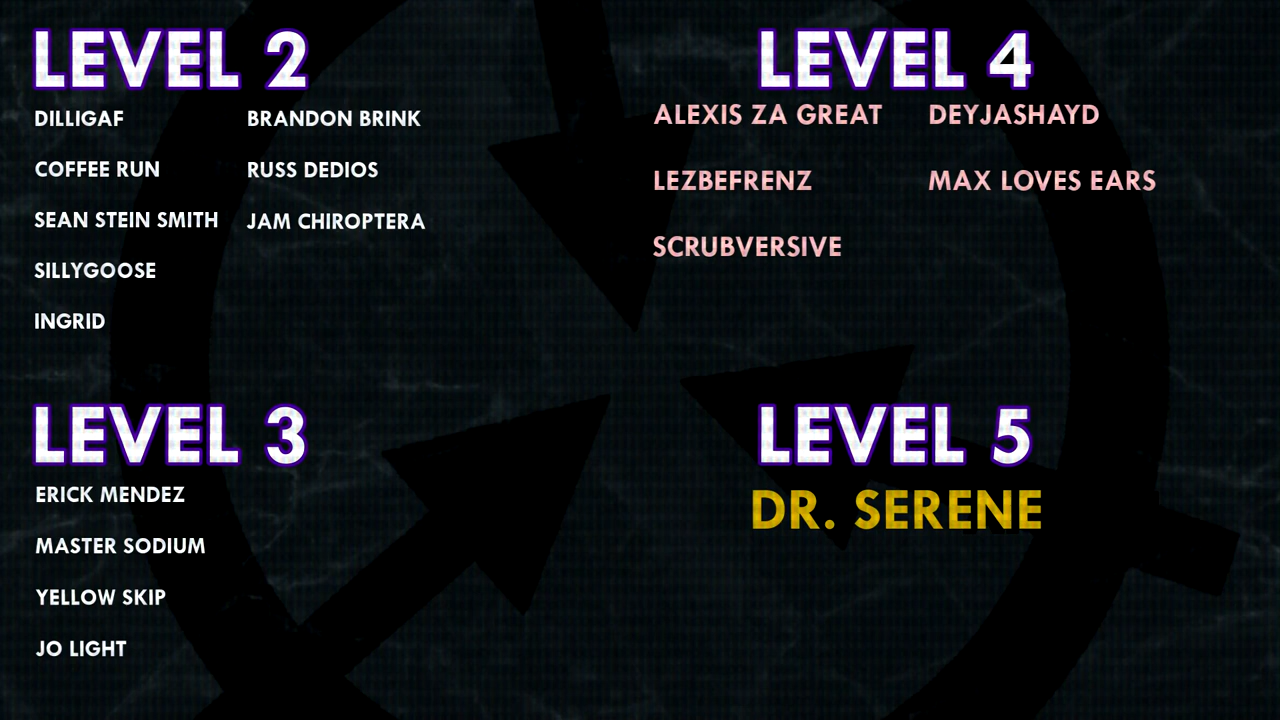 LEVEL 2
DILLIGAF
COFFEE RUN
SEAN STEIN SMITH
SILLYGOOSE
INGRID
BRANDON BRINK
RUSS DEDIOS
JAM CHIROPTERA
LEVEL 3
ERICK MENDEZ
MASTER SODIUM
YELLOW SKIP
JO LIGHT
LEVEL 4
ALEXIS ZA GREAT
LEZBEFRENZ
SCRUBVERSIVE
DEYJASHAYD
MAX LOVES EARS
LEVEL 5
DR. SERENE